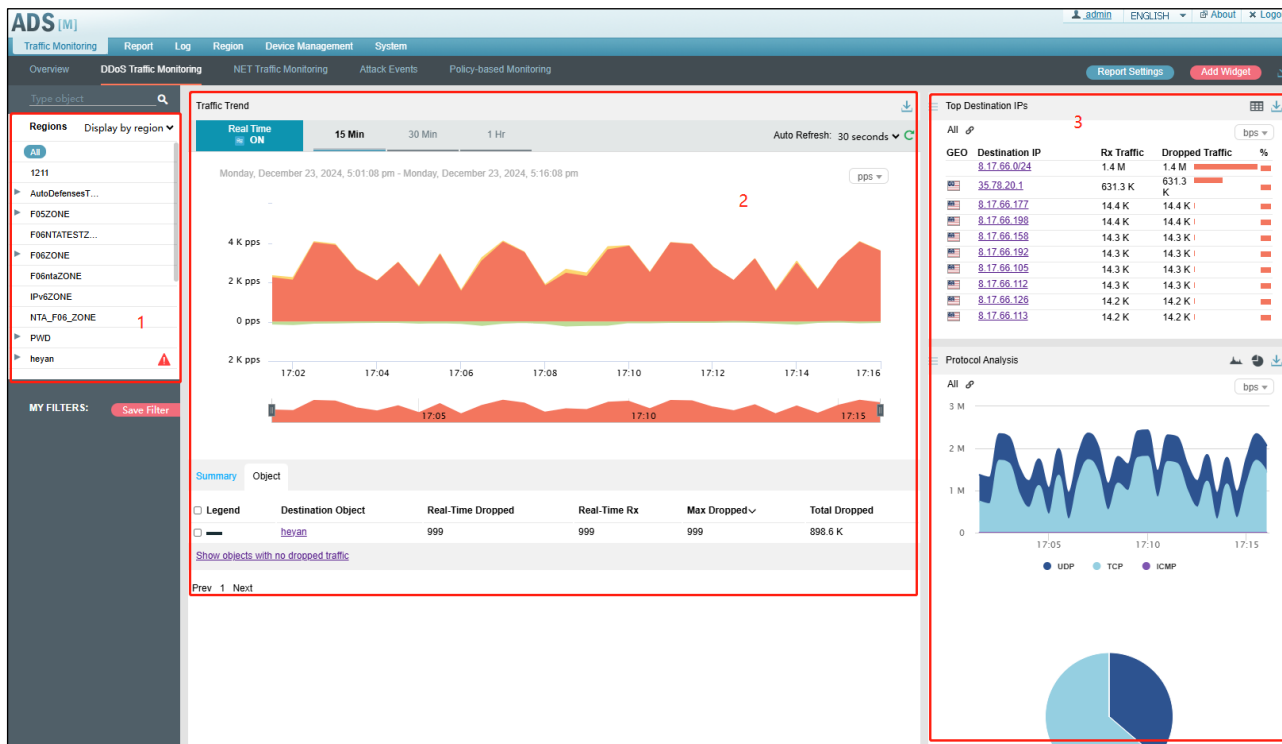 ADS [M]
admin ENGLISH About Logo
Traffic Monitoring Report Log Region Device Management System
Overview DDoS Traffic Monitoring NET Traffic Monitoring Attack Events Policy-based Monitoring Report Settings Add Widget
Type object
Regions Display by region
All
1211
AutoDefensesT...
F05ZONE
F06NTATESTZ...
F06ZONE
F06ntaZONE
IPv6ZONE
NTA_F06_ZONE
1
PWD
heyan
MY FILTERS: Save Filter
Traffic Trend
Real Time
ON
15 Min 30 Min 1 Hr
Auto Refresh: 30 seconds
Monday, December 23, 2024, 5:01:08 pm - Monday, December 23, 2024, 5:16:08 pm
pps
2
4 K pps
2 K pps
0 pps
2 K pps
17:02 17:04 17:06 17:08 17:10 17:12 17:14 17:16
17:05 17:10 17:15
Summary Object
Legend Destination Object Real-Time Dropped Real-Time Rx Max Dropped Total Dropped
heyan 999 999 999 898.6 K
Show objects with no dropped traffic
Prev 1 Next
Top Destination IPs
3
All
bps
GEO Destination IP Rx Traffic Dropped Traffic %
8.17.66.0/24 1.4 M 1.4 M
35.78.20.1 631.3 K 631.3 K
8.17.66.177 14.4 K 14.4 K
8.17.66.198 14.4 K 14.4 K
8.17.66.158 14.3 K 14.3 K
8.17.66.192 14.3 K 14.3 K
8.17.66.105 14.3 K 14.3 K
8.17.66.112 14.3 K 14.3 K
8.17.66.126 14.2 K 14.2 K
8.17.66.113 14.2 K 14.2 K
Protocol Analysis
All
bps
3 M
2 M
1 M
0
17:05 17:10 17:15
UDP TCP ICMP